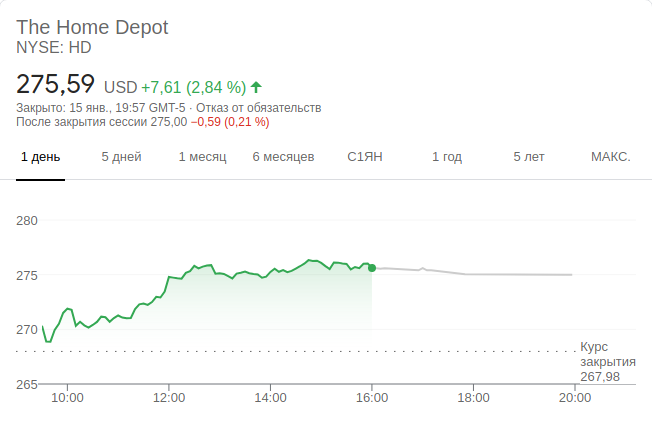 The Home Depot
NYSE: HD
275,59 USD +7,61 (2,84 %)
Закрыто: 15 янв., 19:57 GMT-5 · Отказ от обязательств
После закрытия сессии 275,00 −0,59 (0,21 %)
1 день 5 дней 1 месяц 6 месяцев С1ЯН 1 год 5 лет МАКС.
280
275
270
Курс
закрытия
267,98
265
10:00 12:00 14:00 16:00 18:00 20:00